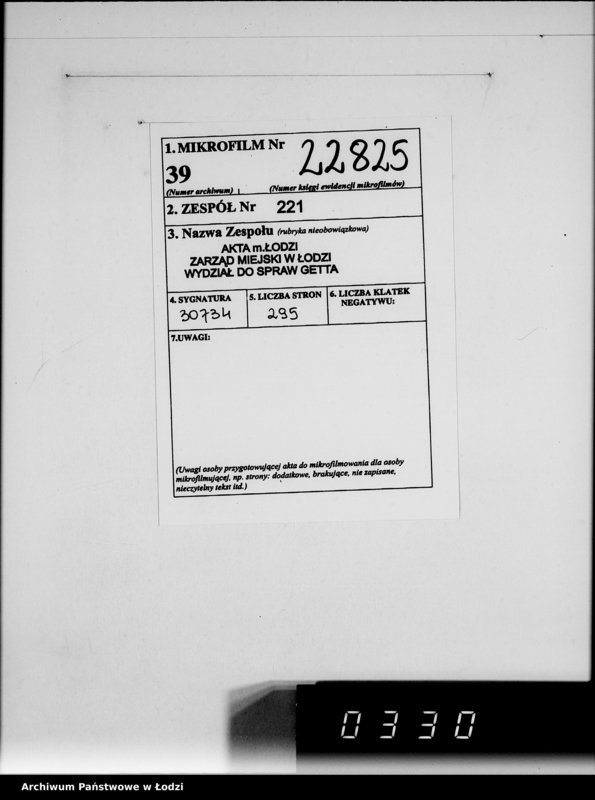 1. MIKROFILM Nr 22825
39
(Numer archiwum) (Numer księgi ewidencji mikrofilmów)
2. ZESPÓŁ Nr 221
3. Nazwa Zespołu (rubryka nieobowiązkowa)
AKTA m.ŁODZI
ZARZĄD MIEJSKI W ŁODZI
WYDZIAŁ DO SPRAW GETTA
4. SYGNATURA 5. LICZBA STRON 6. LICZBA KLATEK
NEGATYWU:
30734 295
7.UWAGI:
(Uwagi osoby przygotowującej akta do mikrofilmowania dla osoby
mikrofilmującej, np. strony: dodatkowe, brakujące, nie zapisane,
nieczytelny tekst itd.)
0330
Archiwum Państwowe w Łodzi